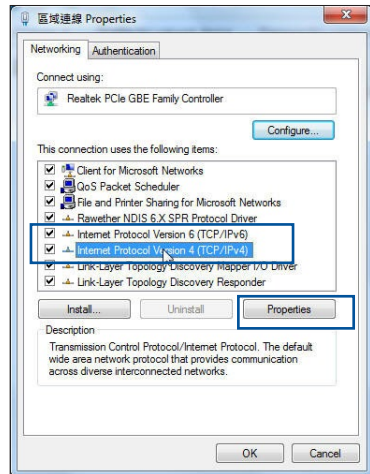 區域連線 Properties
Networking Authentication
Connect using:
Realtek PCIe GBE Family Controller
Configure...
This connection uses the following items:
Client for Microsoft Networks
QoS Packet Scheduler
File and Printer Sharing for Microsoft Networks
Rawether NDIS 6.X SPR Protocol Driver
Internet Protocol Version 6 (TCP/IPv6)
Internet Protocol Version 4 (TCP/IPv4)
Link-Layer Topology Discovery Mapper I/O Driver
Link-Layer Topology Discovery Responder
Install... Uninstall Properties
Description
Transmission Control Protocol/Internet Protocol. The default
wide area network protocol that provides communication
across diverse interconnected networks.
OK Cancel